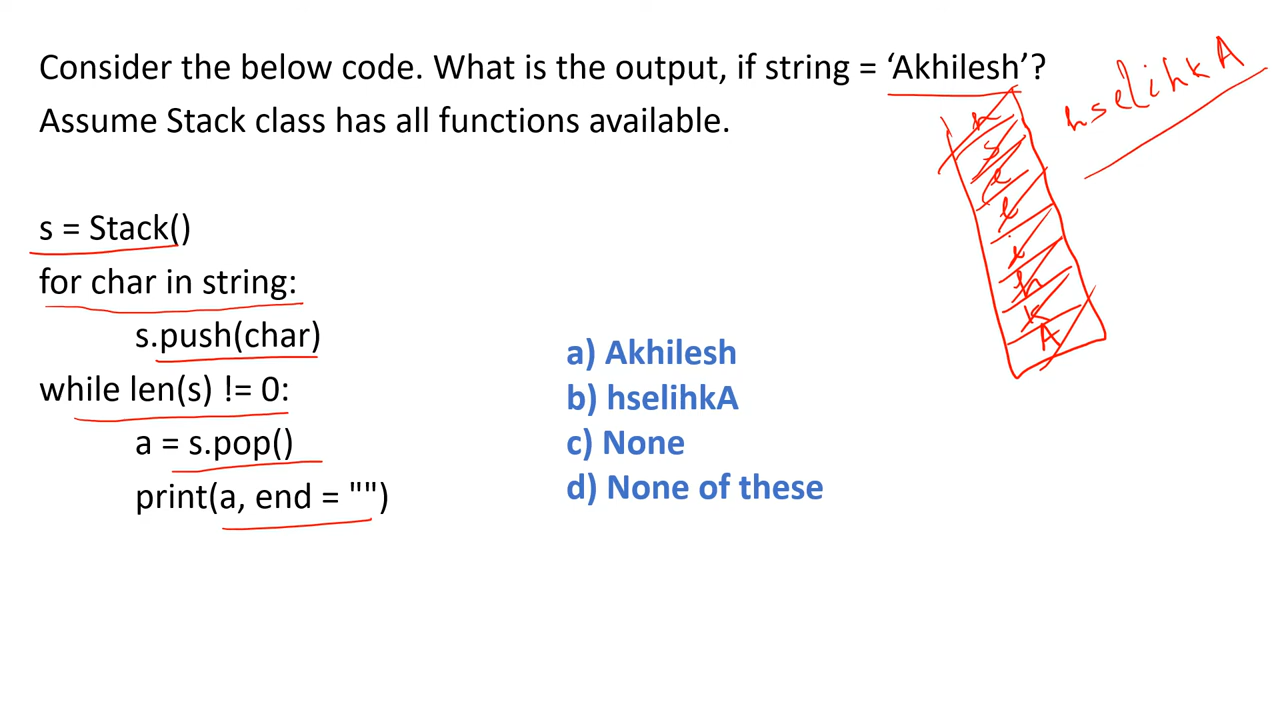 Consider the below code. What is the output, if string = ‘Akhilesh’?
Assume Stack class has all functions available.
hselihkA
h
s
e
l
i
h
k
A
s = Stack()
for char in string:
s.push(char)
while len(s) != 0:
a = s.pop()
print(a, end = "")
a) Akhilesh
b) hselihkA
c) None
d) None of these